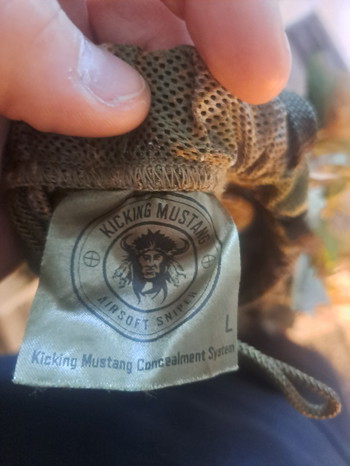 KICKING MUSTANG
AIRSOFT SNIPER
L
Kicking Mustang Concealment System